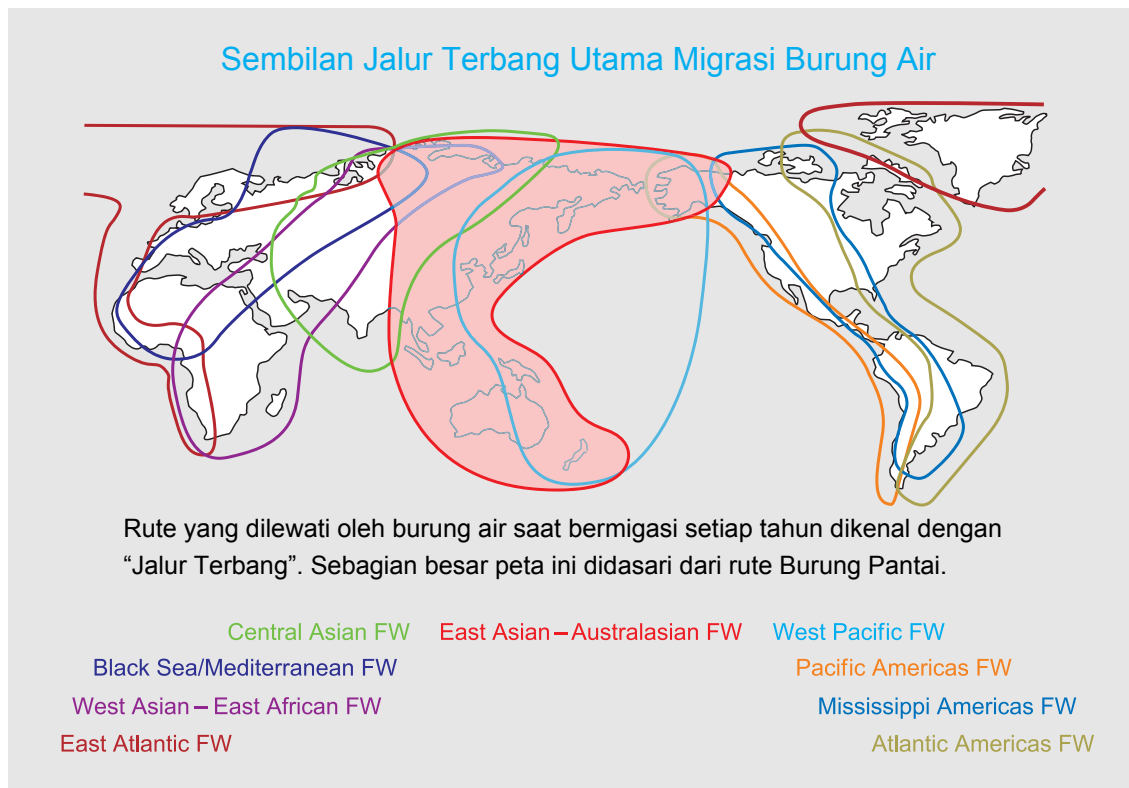 Sembilan Jalur Terbang Utama Migrasi Burung Air
Rute yang dilewati oleh burung air saat bermigasi setiap tahun dikenal dengan
“Jalur Terbang”. Sebagian besar peta ini didasari dari rute Burung Pantai.
Central Asian FW East Asian – Australasian FW West Pacific FW
Black Sea/Mediterranean FW Pacific Americas FW
West Asian – East African FW Mississippi Americas FW
East Atlantic FW Atlantic Americas FW